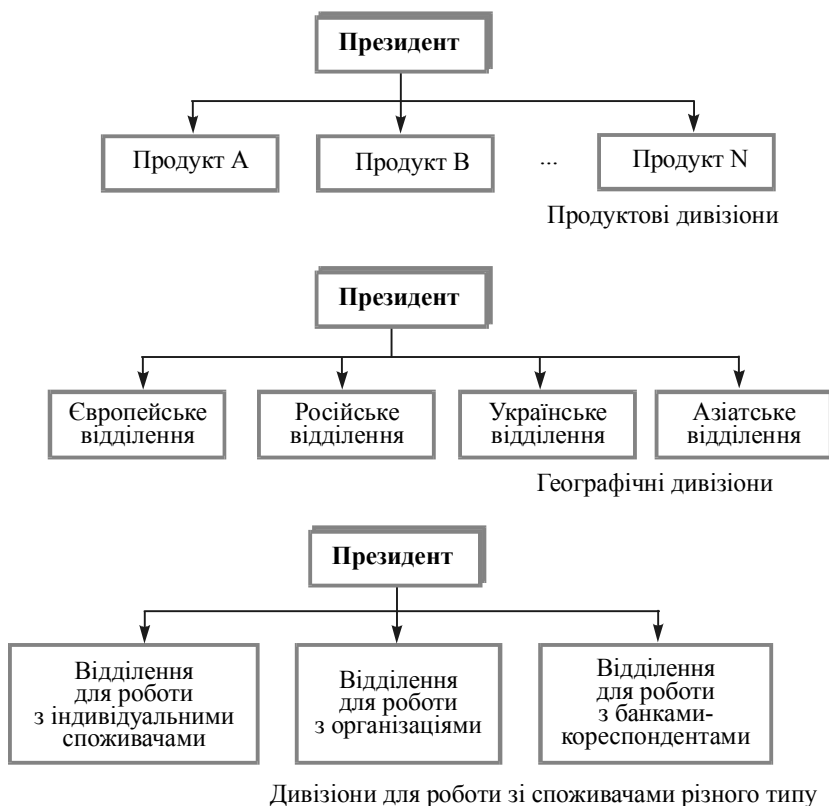 Президент
Продукт А
Продукт В
...
Продукт N
Продуктові дивізіони
Президент
Європейське
відділення
Російське
відділення
Українське
відділення
Азіатське
відділення
Географічні дивізіони
Президент
Відділення
для роботи
з індивідуальними
споживачами
Відділення
для роботи
з організаціями
Відділення
для роботи
з банками-
кореспондентами
Дивізіони для роботи зі споживачами різного типу